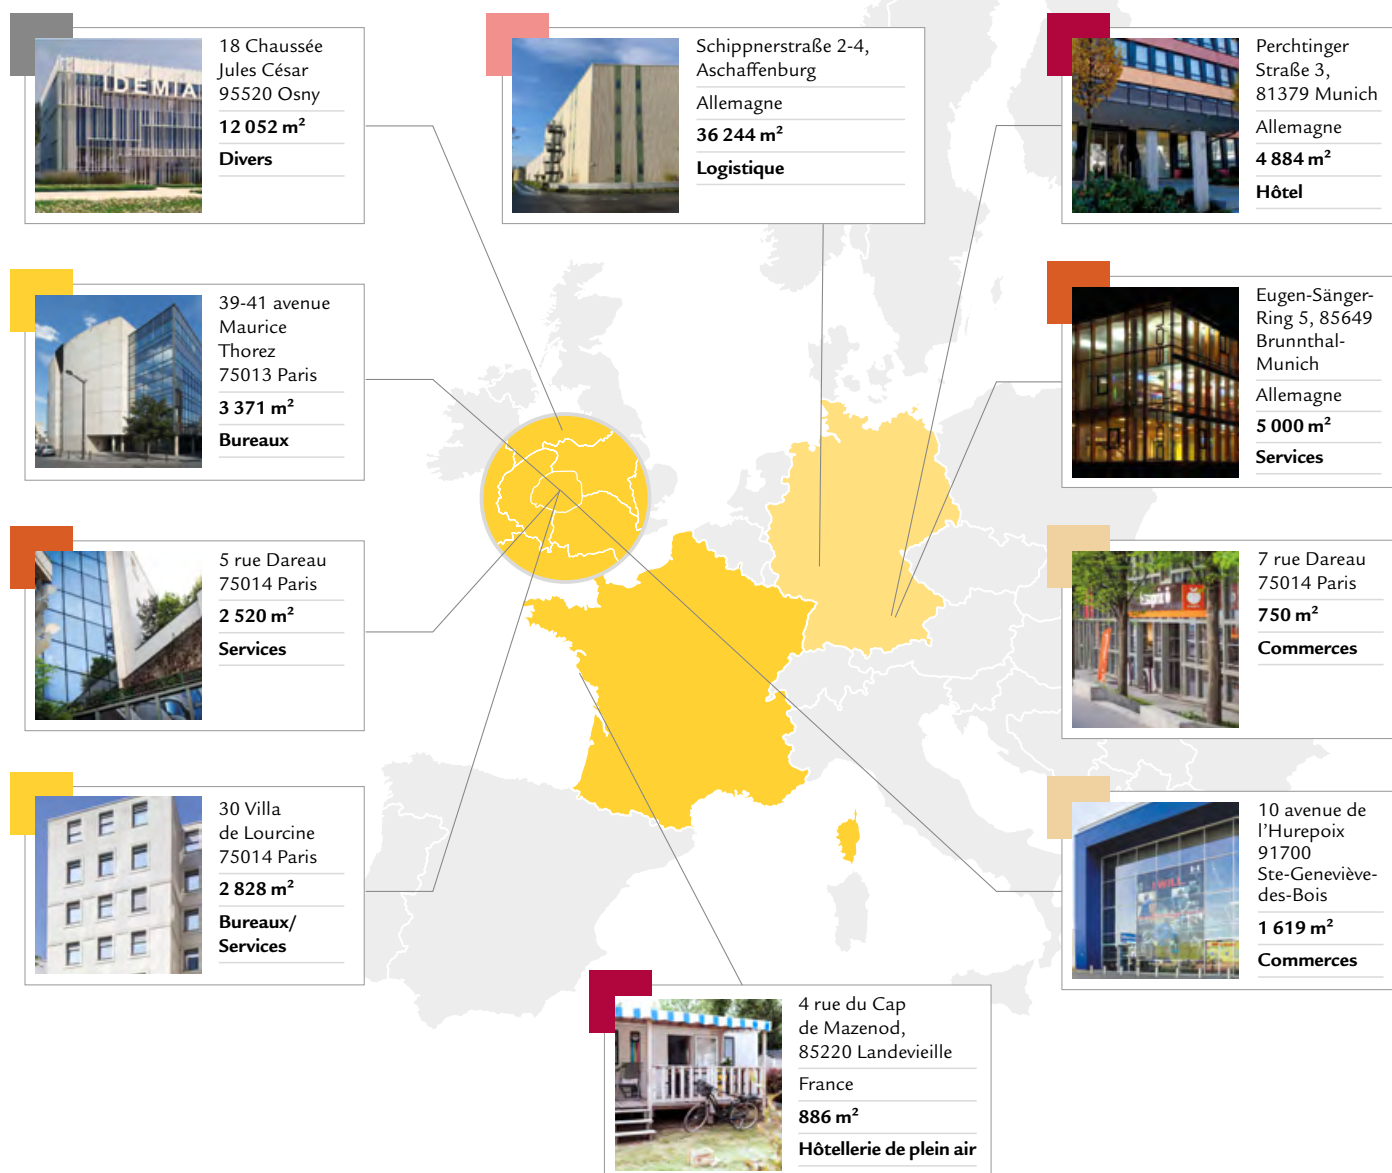 18 Chaussée
Jules César
95520 Osny
12 052 m²
Divers
IDEMIA
Schippnerstraße 2-4,
Aschaffenburg
Allemagne
36 244 m²
Logistique
Perchtinger
Straße 3,
81379 Munich
Allemagne
4 884 m²
Hôtel
39-41 avenue
Maurice
Thorez
75013 Paris
3 371 m²
Bureaux
Eugen-Sänger-
Ring 5, 85649
Brunnthal-
Munich
Allemagne
5 000 m²
Services
5 rue Dareau
75014 Paris
2 520 m²
Services
7 rue Dareau
75014 Paris
750 m²
Commerces
30 Villa
de Lourcine
75014 Paris
2 828 m²
Bureaux/
Services
10 avenue de
l'Hurepoix
91700
Ste-Geneviève-
des-Bois
1 619 m²
Commerces
I WILL
4 rue du Cap
de Mazenod,
85220 Landevieille
France
886 m²
Hôtellerie de plein air